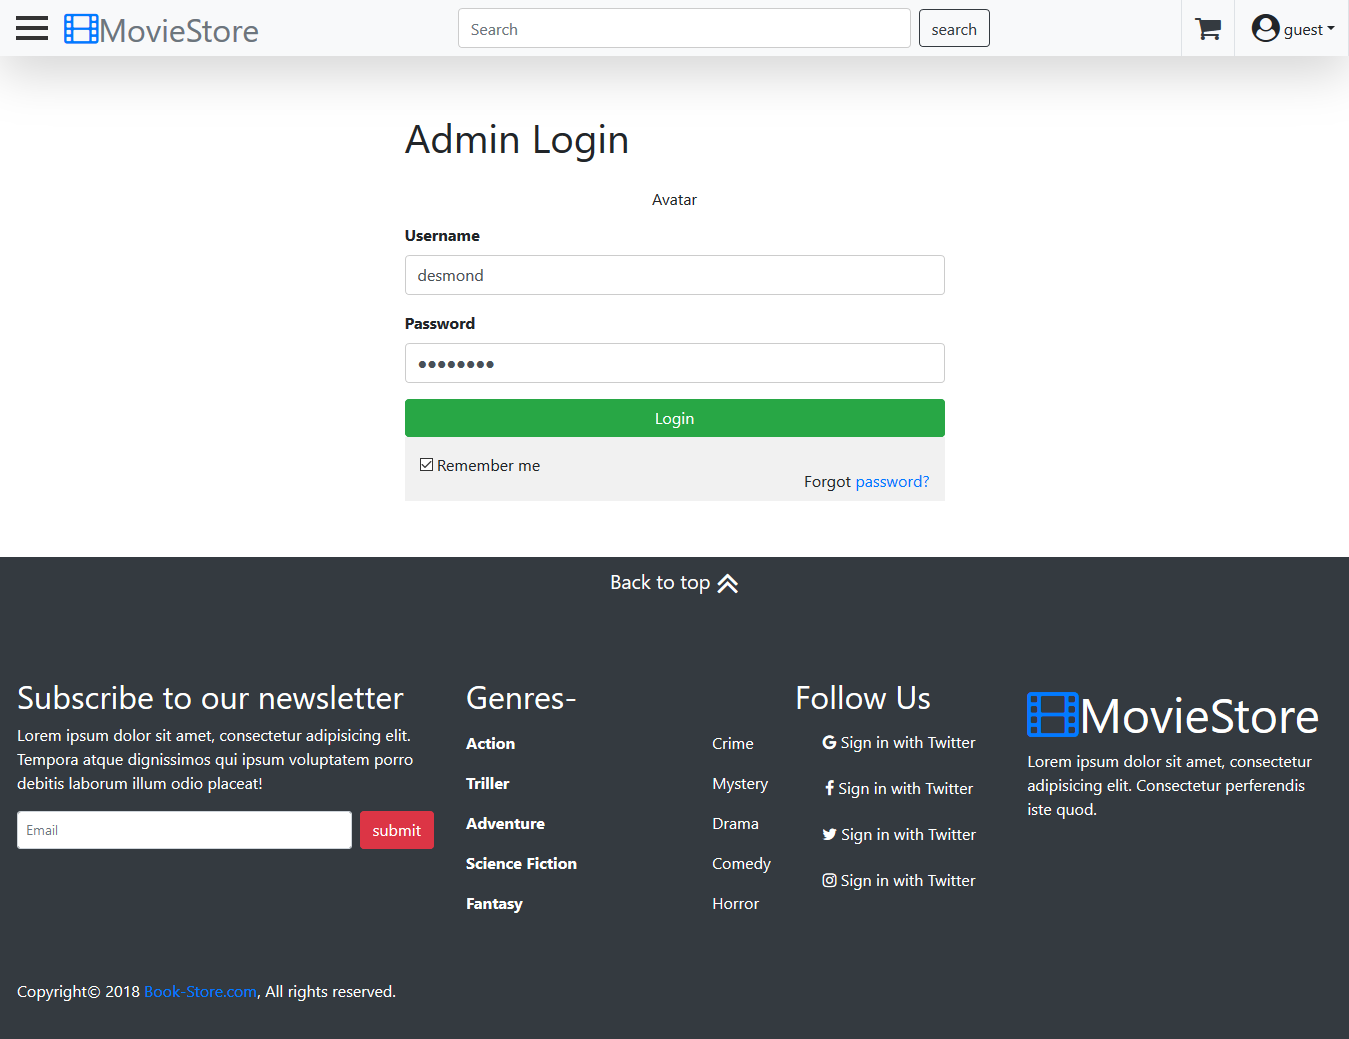 MovieStore
Search
search
guest
Admin Login
Avatar
Username
desmond
Password
●●●●●●●●
Login
Remember me
Forgot password?
Back to top
Subscribe to our newsletter
Lorem ipsum dolor sit amet, consectetur adipisicing elit.
Tempora atque dignissimos qui ipsum voluptatem porro
debitis laborum illum odio placeat!
Email
submit
Genres-
Action
Triller
Adventure
Science Fiction
Fantasy
Crime
Mystery
Drama
Comedy
Horror
Follow Us
Sign in with Twitter
Sign in with Twitter
Sign in with Twitter
Sign in with Twitter
MovieStore
Lorem ipsum dolor sit amet, consectetur
adipisicing elit. Consectetur perferendis
iste quod.
Copyright© 2018 Book-Store.com, All rights reserved.